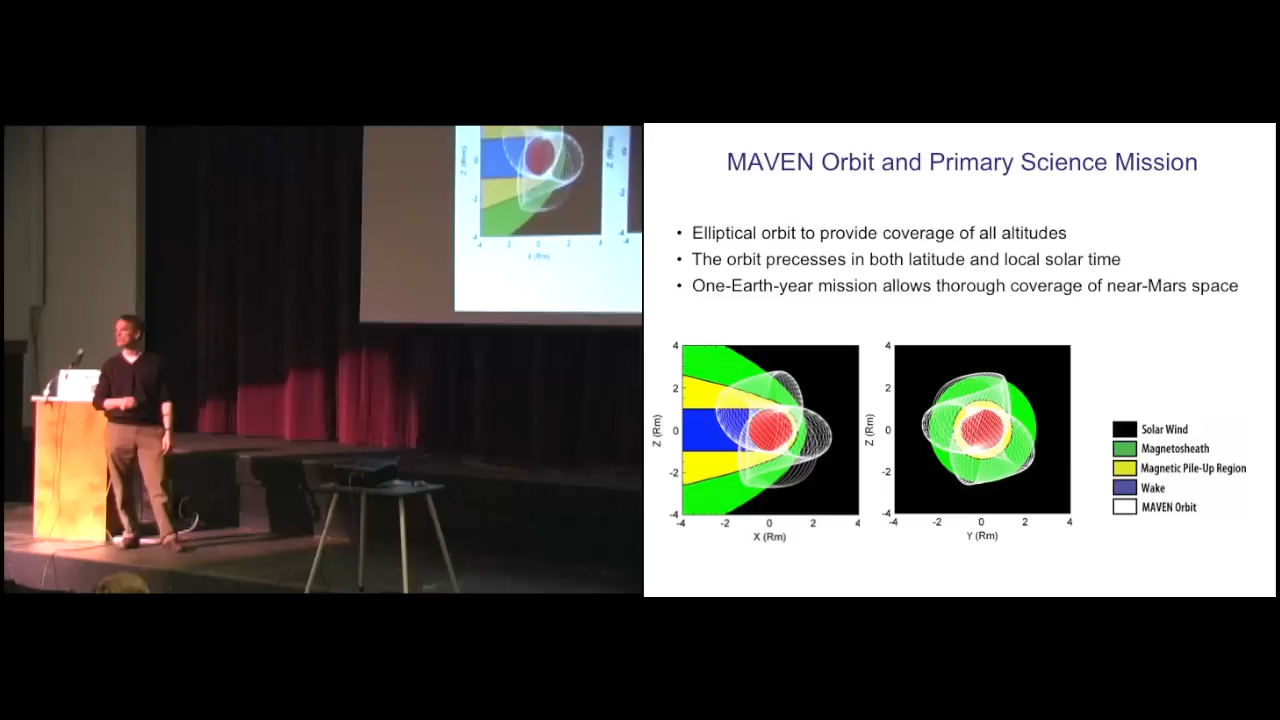 MAVEN Orbit and Primary Science Mission
• Elliptical orbit to provide coverage of all altitudes
• The orbit precesses in both latitude and local solar time
• One-Earth-year mission allows thorough coverage of near-Mars space
4
2
0
-2
-4
Z (Rm)
-4
-2
0
2
4
X (Rm)
4
2
0
-2
-4
Z (Rm)
-4
-2
0
2
4
Y (Rm)
Solar Wind
Magnetosheath
Magnetic Pile-Up Region
Wake
MAVEN Orbit